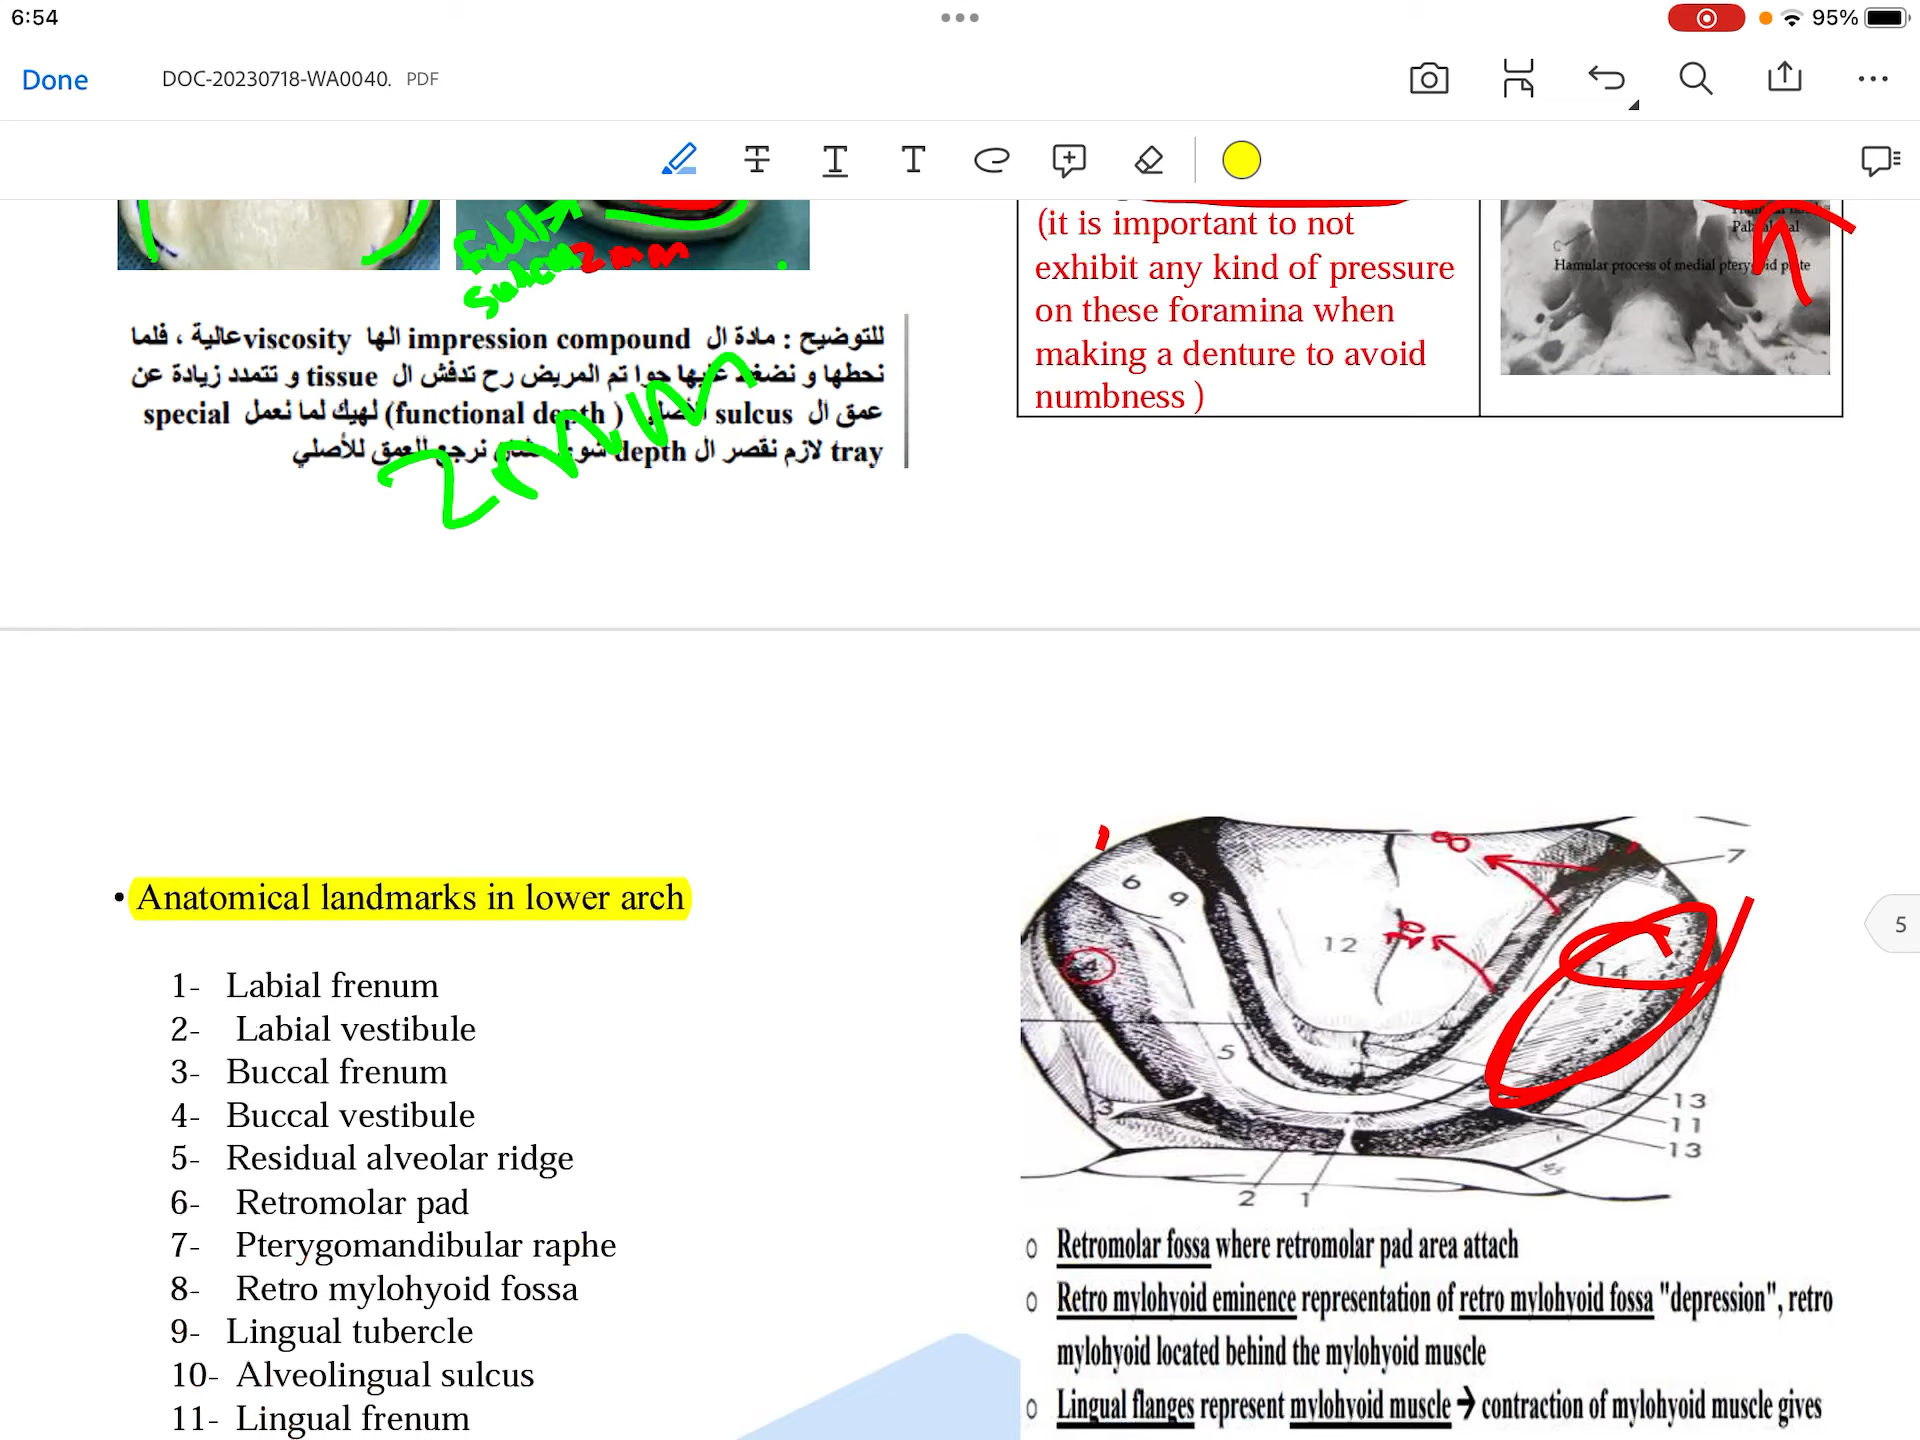 6:54
95%
Done
DOC-20230718-WA0040. PDF
Full
sulcus
2mm
للتوضيح : مادة ال impression compound الها viscosity عالية ، فلما
نحطها و نضغط عليها جوا تم المريض رح تدفش ال tissue و تتمدد زيادة عن
عمق ال sulcus الأصلي ( functional depth) لهيك لما نعمل special
tray لازم نقصر ال depth شوي نرجع للعمق للأصلي
2mm
(it is important to not
exhibit any kind of pressure
on these foramina when
making a denture to avoid
numbness )
C
Hamular process of medial pterygoid plate
5
• Anatomical landmarks in lower arch
1- Labial frenum
2- Labial vestibule
3- Buccal frenum
4- Buccal vestibule
5- Residual alveolar ridge
6- Retromolar pad
7- Pterygomandibular raphe
8- Retro mylohyoid fossa
9- Lingual tubercle
10- Alveolingual sulcus
11- Lingual frenum
8
7
6
9
12
10
14
4
5
3
13
11
13
2
1
o Retromolar fossa where retromolar pad area attach
o Retro mylohyoid eminence representation of retro mylohyoid fossa "depression", retro
mylohyoid located behind the mylohyoid muscle
o Lingual flanges represent mylohyoid muscle → contraction of mylohyoid muscle gives